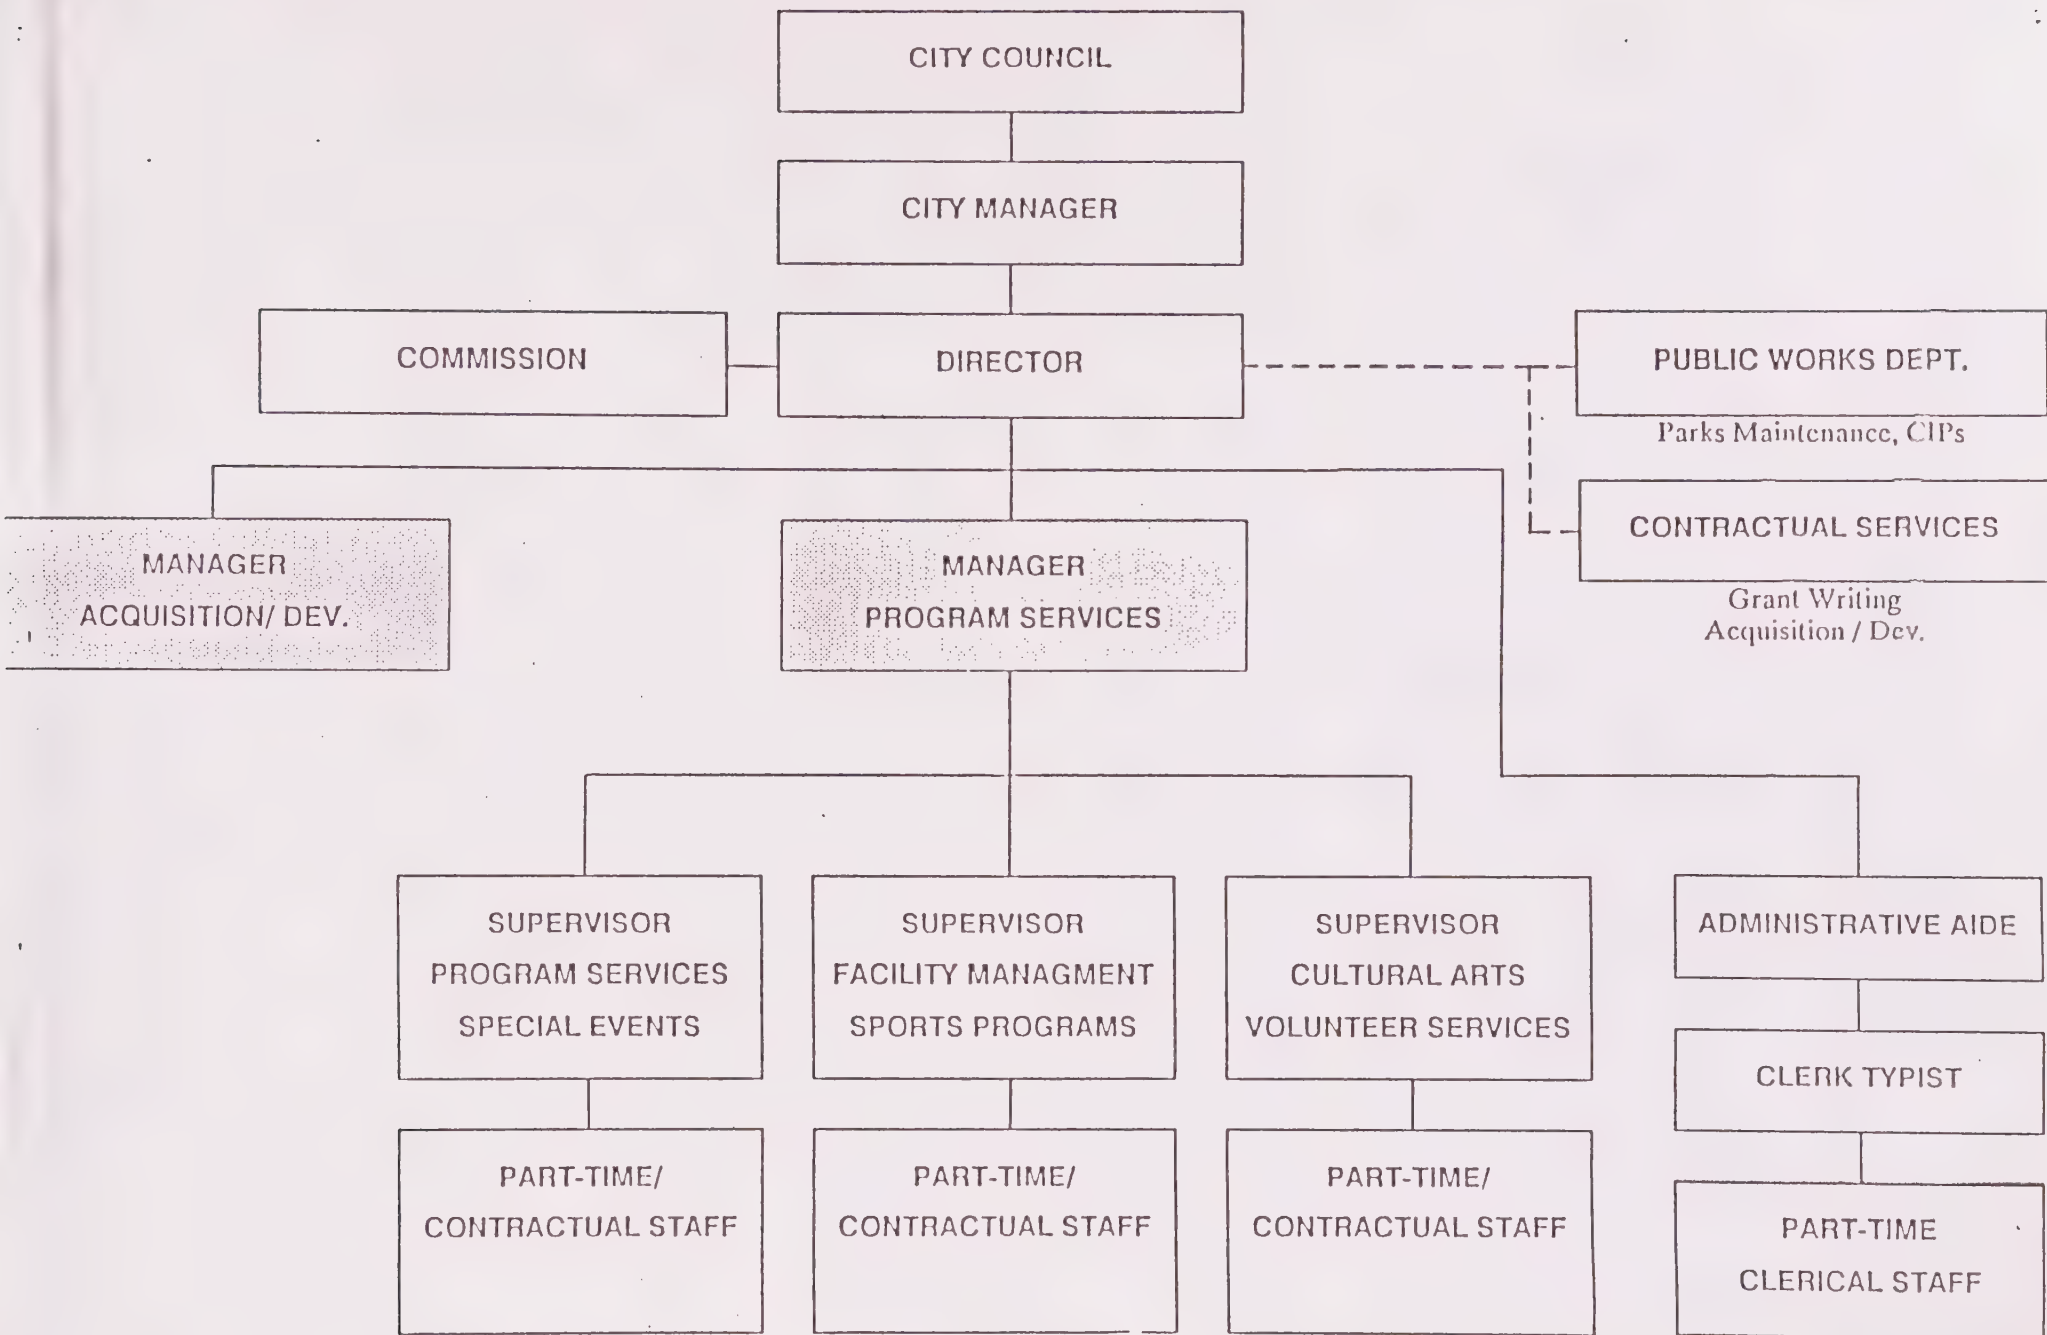 CITY COUNCIL
CITY MANAGER
COMMISSION
DIRECTOR
PUBLIC WORKS DEPT.
Parks Maintenance, CIPs
CONTRACTUAL SERVICES
Grant Writing
Acquisition / Dev.
MANAGER
ACQUISITION/ DEV.
MANAGER
PROGRAM SERVICES
SUPERVISOR
PROGRAM SERVICES
SPECIAL EVENTS
SUPERVISOR
FACILITY MANAGMENT
SPORTS PROGRAMS
SUPERVISOR
CULTURAL ARTS
VOLUNTEER SERVICES
ADMINISTRATIVE AIDE
CLERK TYPIST
PART-TIME/
CONTRACTUAL STAFF
PART-TIME/
CONTRACTUAL STAFF
PART-TIME/
CONTRACTUAL STAFF
PART-TIME
CLERICAL STAFF